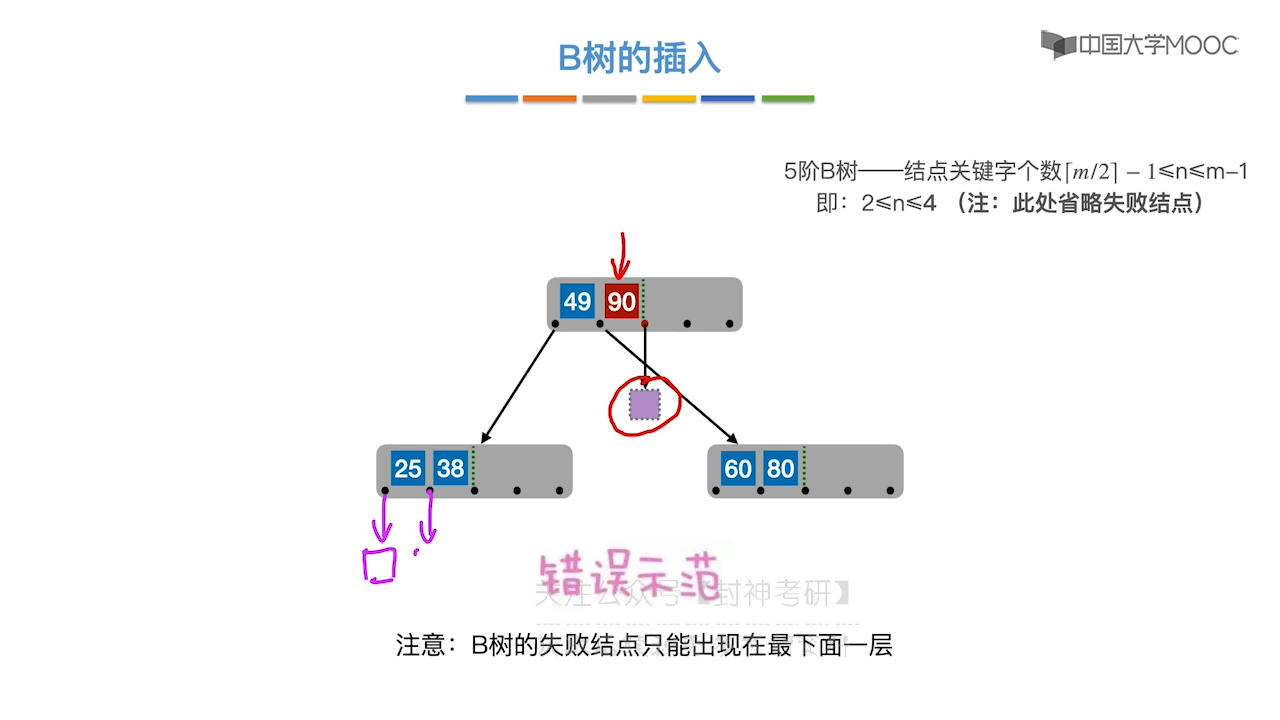 B树的插入
中国大学MOOC
5阶B树——结点关键字个数⌈m/2⌉ − 1≤n≤m−1
即：2≤n≤4 （注：此处省略失败结点）
49 90
25 38
60 80
错误示范
关注公众号【封神考研】
注意：B树的失败结点只能出现在最下面一层